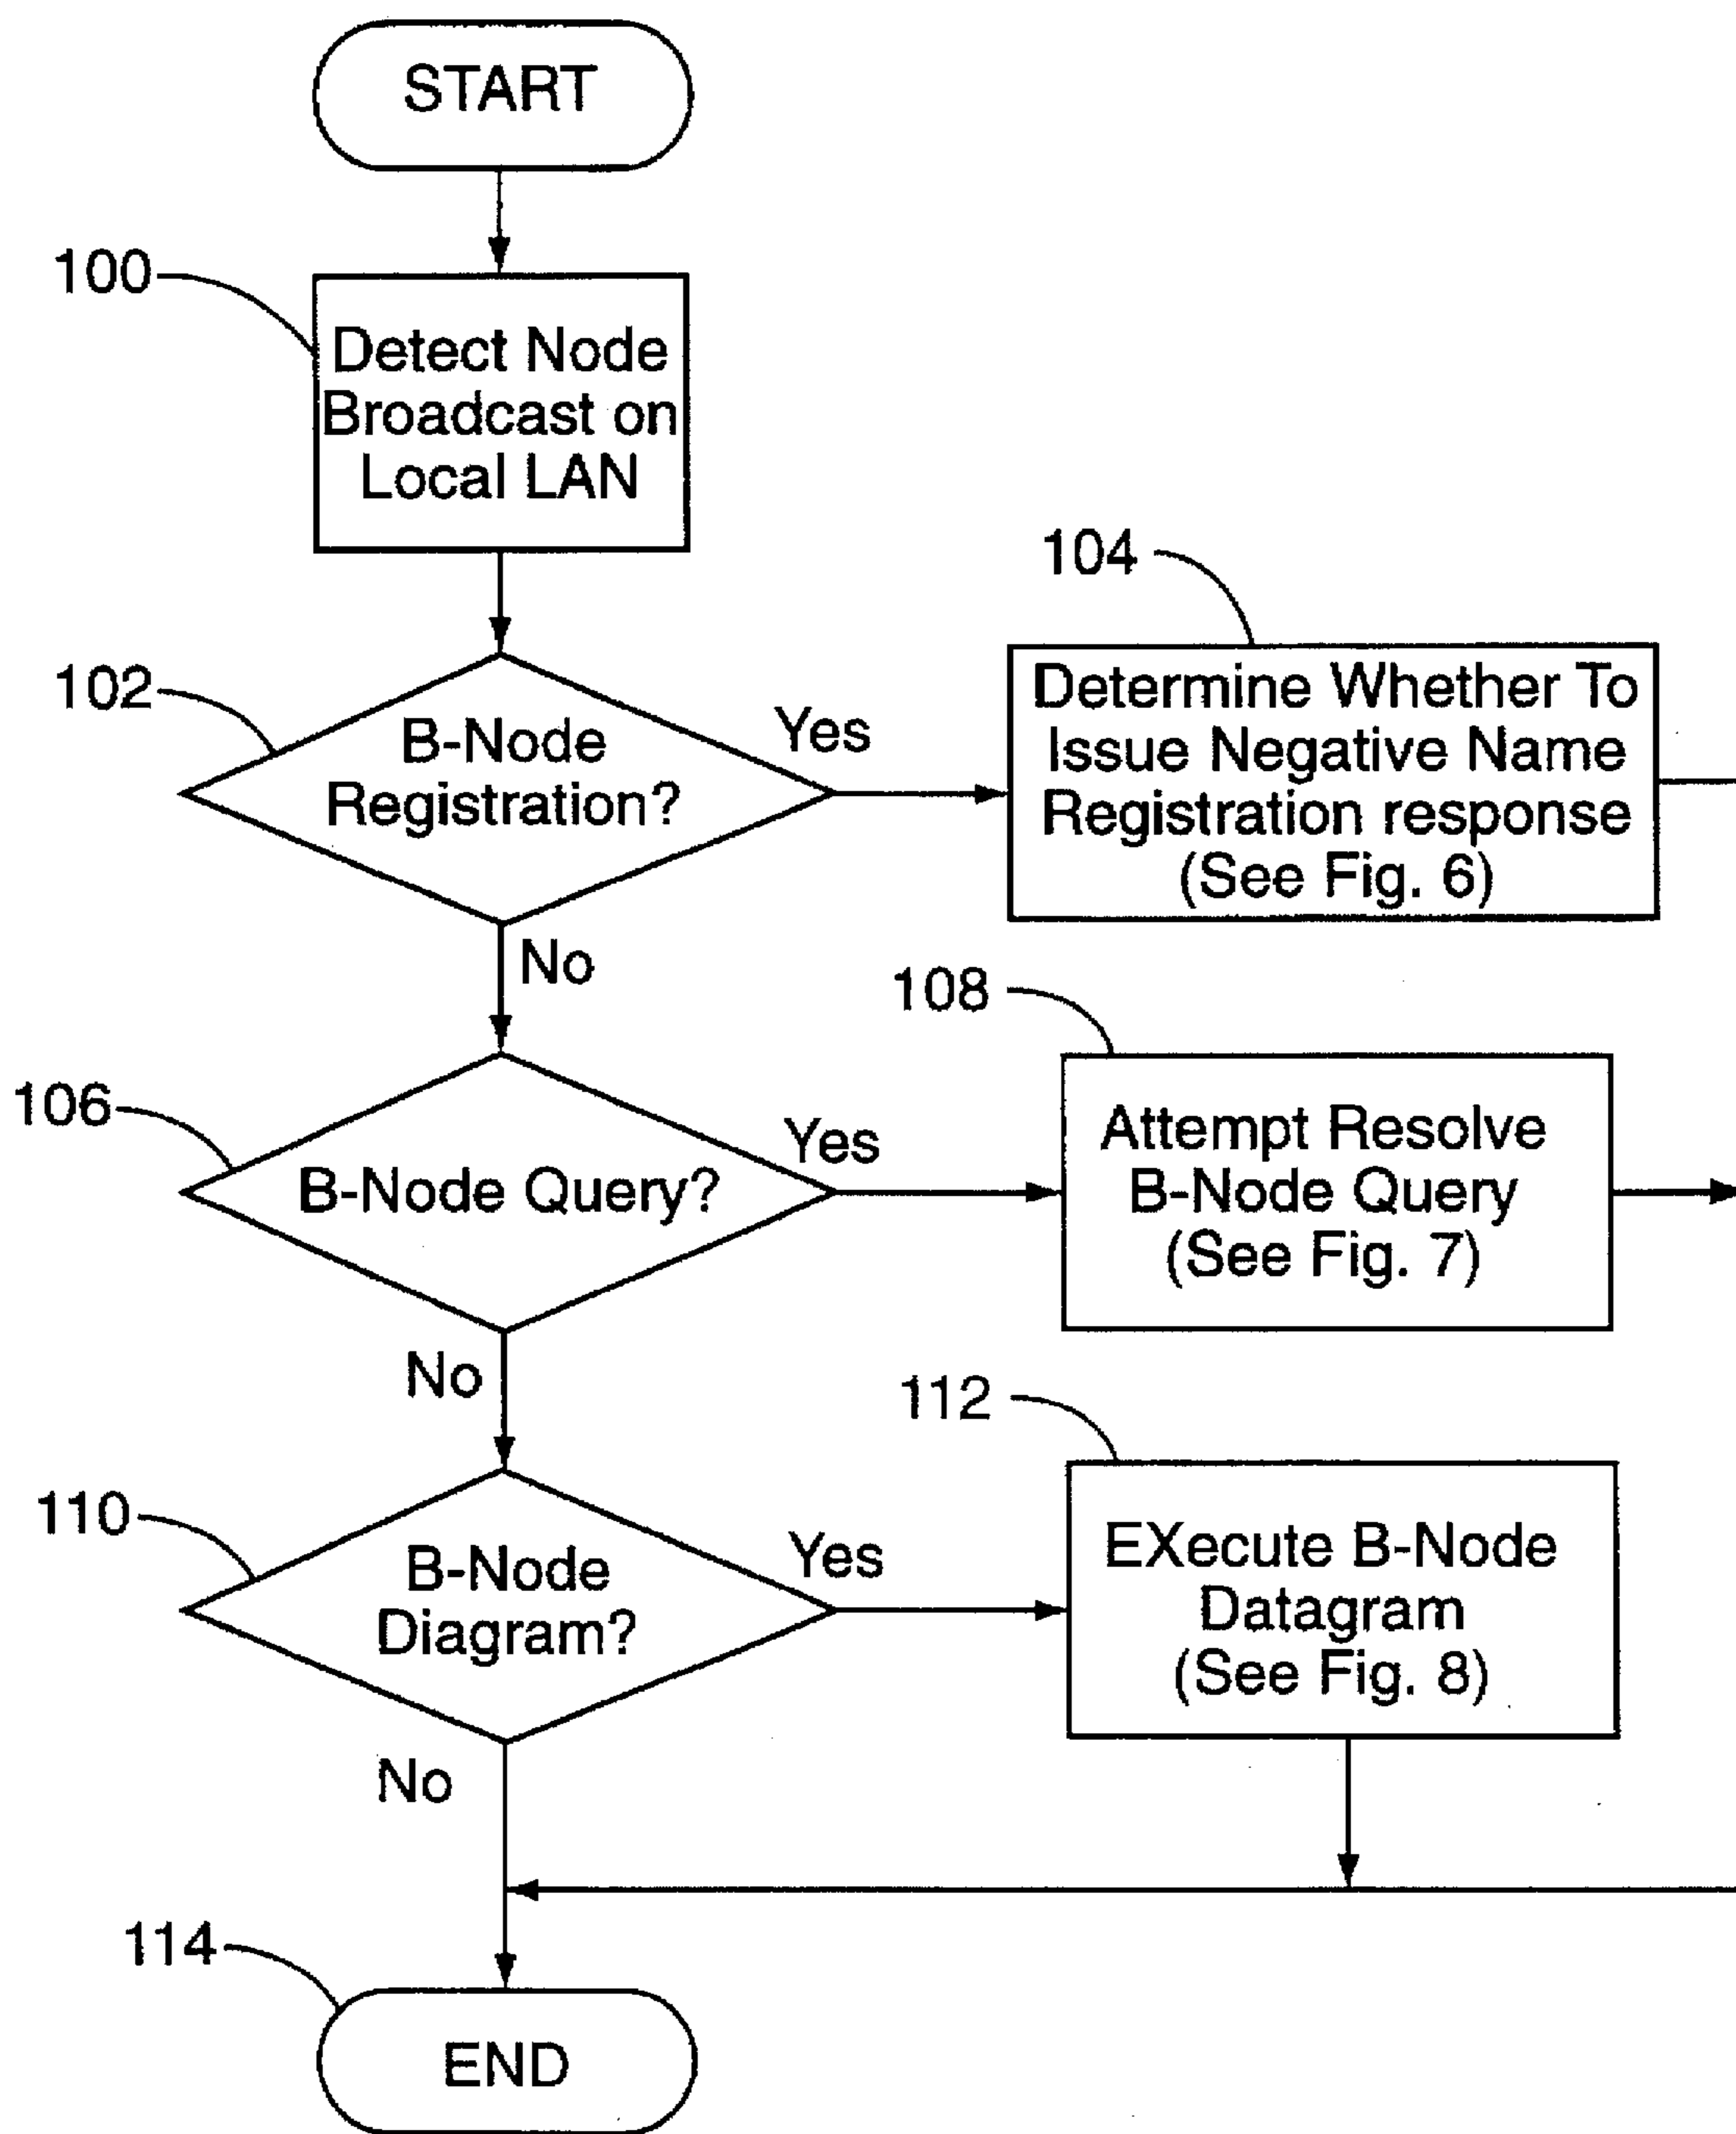 START
100
Detect Node
Broadcast on
Local LAN
104
102
B-Node
Registration?
Yes
Determine Whether To
Issue Negative Name
Registration response
(See Fig. 6)
No
108
106
B-Node Query?
Yes
Attempt Resolve
B-Node Query
(See Fig. 7)
No
112
110
B-Node
Diagram?
Yes
EXecute B-Node
Datagram
(See Fig. 8)
No
114
END